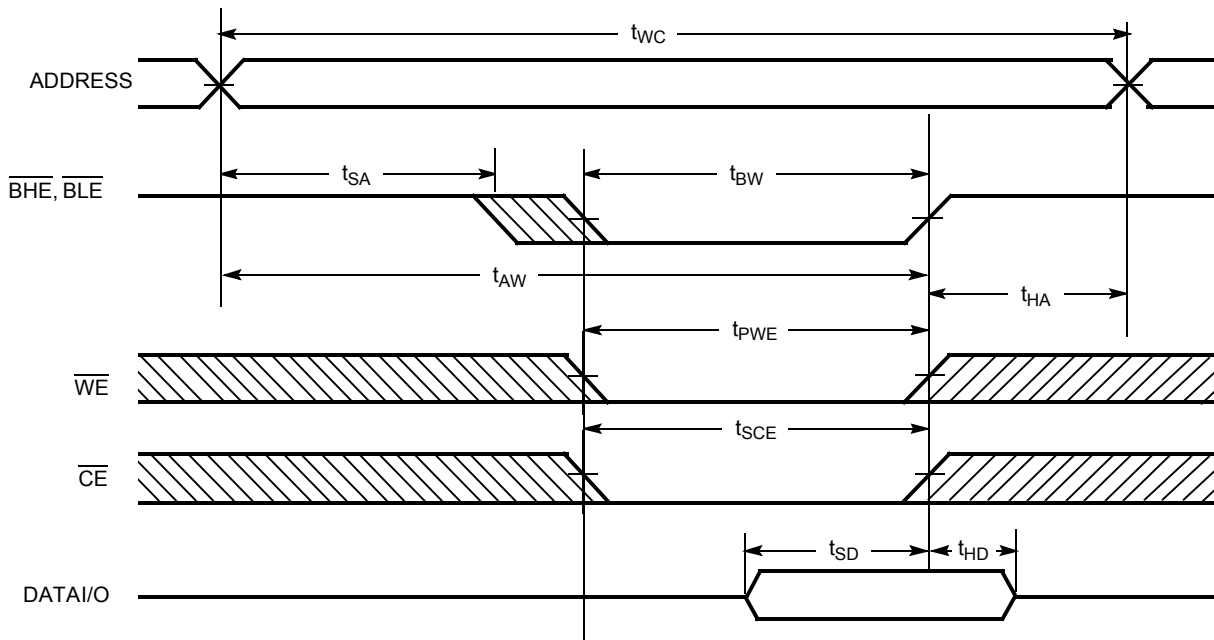 tWC
ADDRESS
tSA
tBW
BHE, BLE
tAW
tHA
tPWE
WE
tSCE
CE
tSD
tHD
DATAI/O